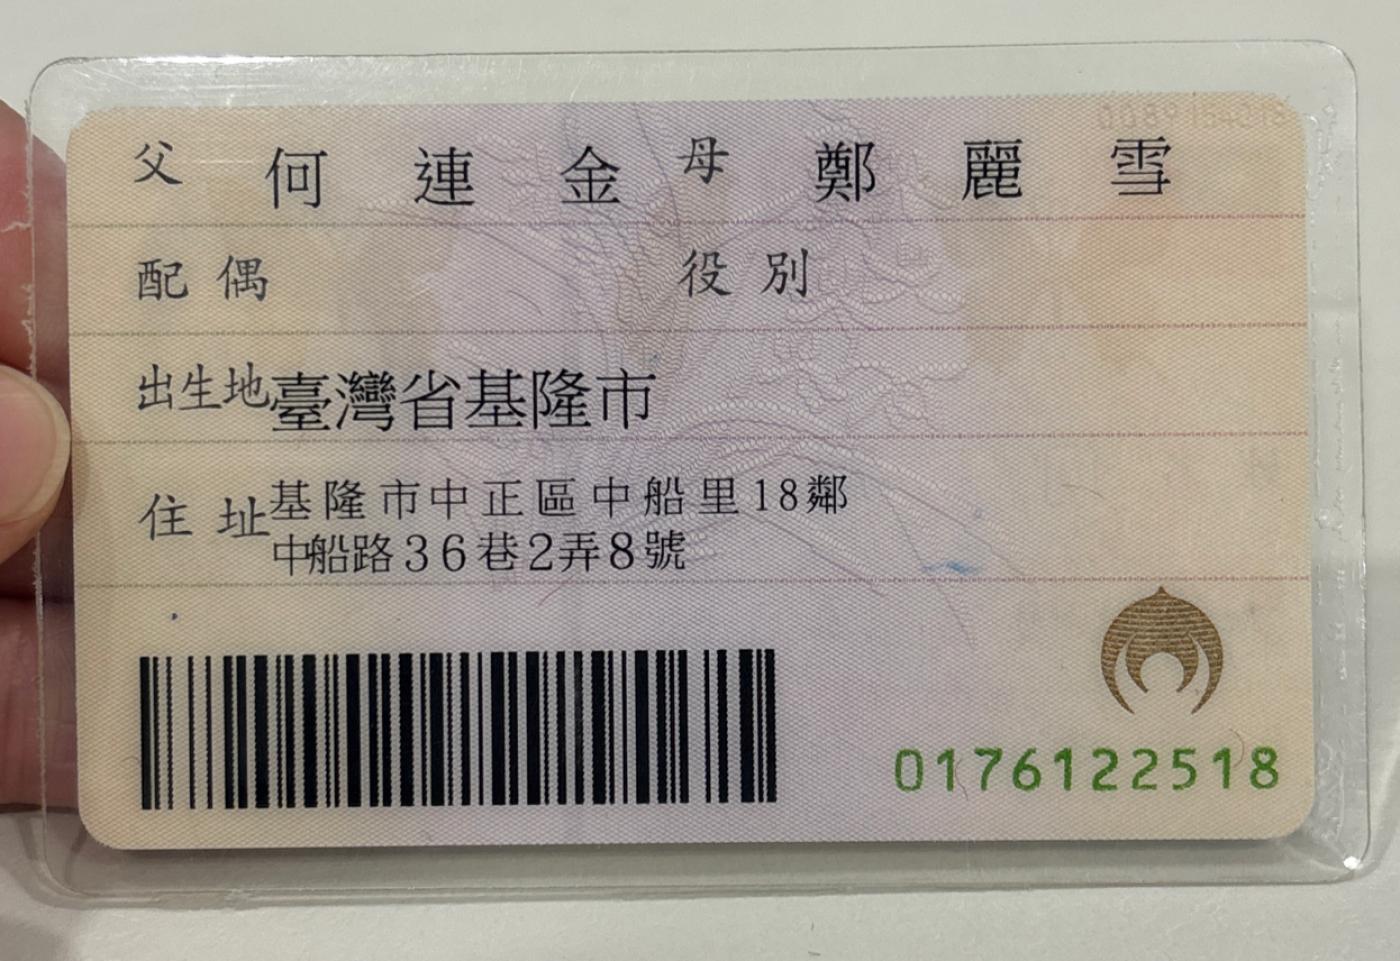 父 何連金 母 鄭麗雪
配偶 役別
出生地 臺灣省基隆市
住址 基隆市中正區中船里18鄰
中船路36巷2弄8號
0176122518